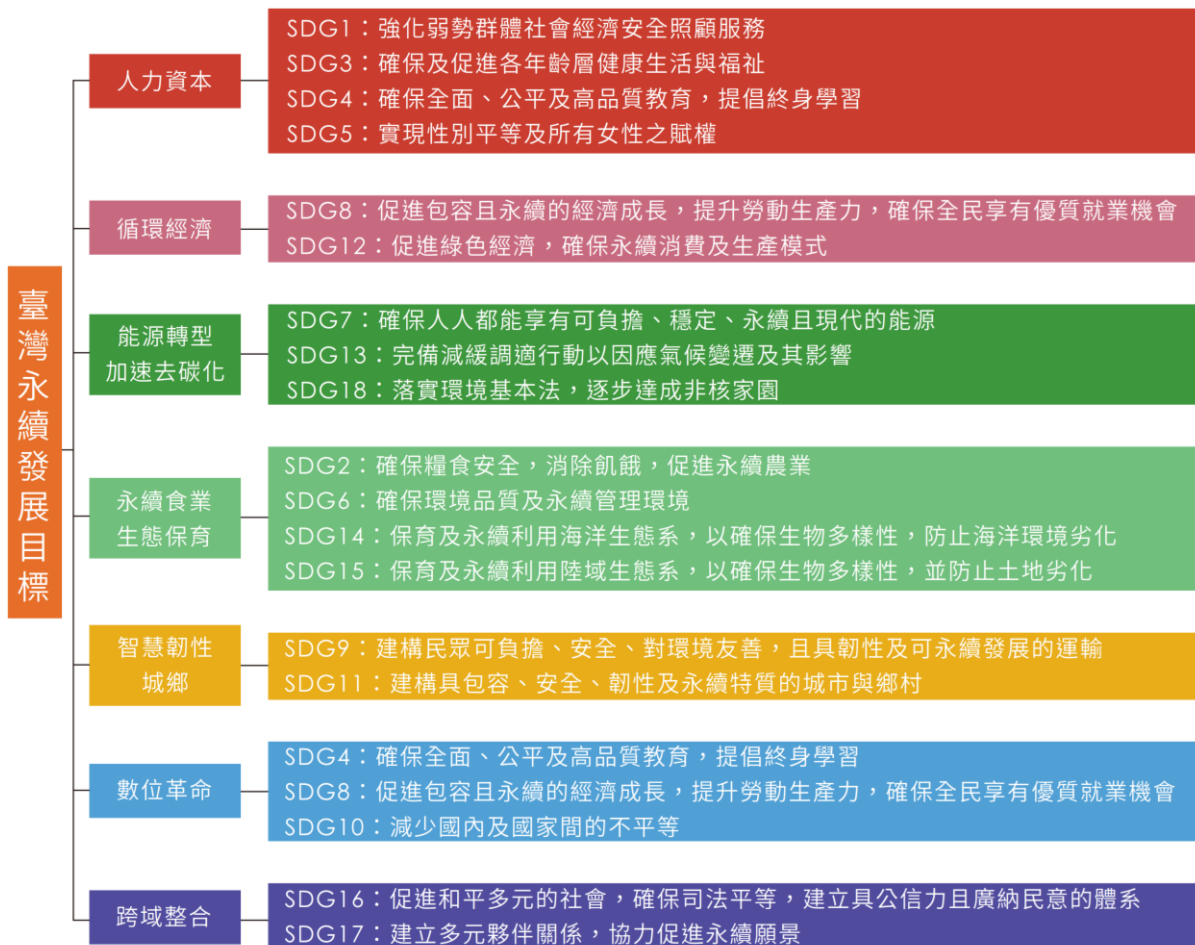 臺灣永續發展目標
人力資本
SDG1：強化弱勢群體社會經濟安全照顧服務
SDG3：確保及促進各年齡層健康生活與福祉
SDG4：確保全面、公平及高品質教育，提倡終身學習
SDG5：實現性別平等及所有女性之賦權
循環經濟
SDG8：促進包容且永續的經濟成長，提升勞動生產力，確保全民享有優質就業機會
SDG12：促進綠色經濟，確保永續消費及生產模式
能源轉型
加速去碳化
SDG7：確保人人都能享有可負擔、穩定、永續且現代的能源
SDG13：完備減緩調適行動以因應氣候變遷及其影響
SDG18：落實環境基本法，逐步達成非核家園
永續食業
生態保育
SDG2：確保糧食安全，消除飢餓，促進永續農業
SDG6：確保環境品質及永續管理環境
SDG14：保育及永續利用海洋生態系，以確保生物多樣性，防止海洋環境劣化
SDG15：保育及永續利用陸域生態系，以確保生物多樣性，並防止土地劣化
智慧韌性
城鄉
SDG9：建構民眾可負擔、安全、對環境友善，且具韌性及可永續發展的運輸
SDG11：建構具包容、安全、韌性及永續特質的城市與鄉村
數位革命
SDG4：確保全面、公平及高品質教育，提倡終身學習
SDG8：促進包容且永續的經濟成長，提升勞動生產力，確保全民享有優質就業機會
SDG10：減少國內及國家間的不平等
跨域整合
SDG16：促進和平多元的社會，確保司法平等，建立具公信力且廣納民意的體系
SDG17：建立多元夥伴關係，協力促進永續願景